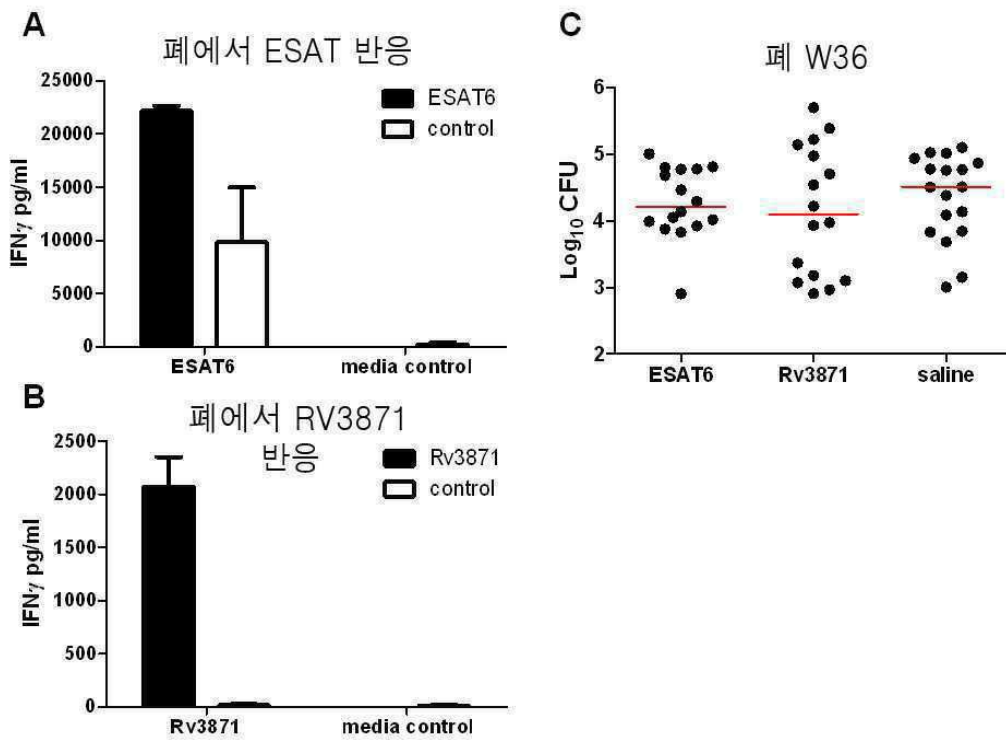 A
폐에서 ESAT 반응
25000
20000
15000
10000
5000
0
IFNγ pg/ml
ESAT6
control
ESAT6
media control
B
폐에서 RV3871
반응
2500
2000
1500
1000
500
0
IFNγ pg/ml
Rv3871
control
Rv3871
media control
C
폐 W36
6
5
4
3
2
Log10 CFU
ESAT6
Rv3871
saline